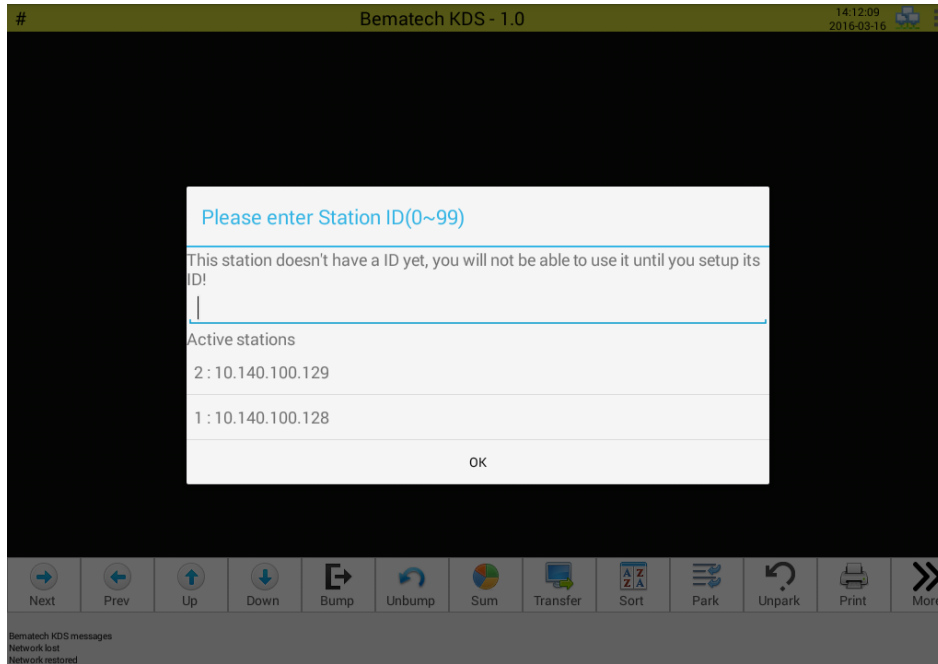 #
Bematech KDS - 1.0
14:12:09
2016-03-16
Please enter Station ID(0~99)
This station doesn't have a ID yet, you will not be able to use it until you setup its
ID!
Active stations
2 : 10.140.100.129
1 : 10.140.100.128
OK
Next Prev Up Down Bump Unbump Sum Transfer Sort Park Unpark Print More
Bematech KDS messages
Network lost
Network restored